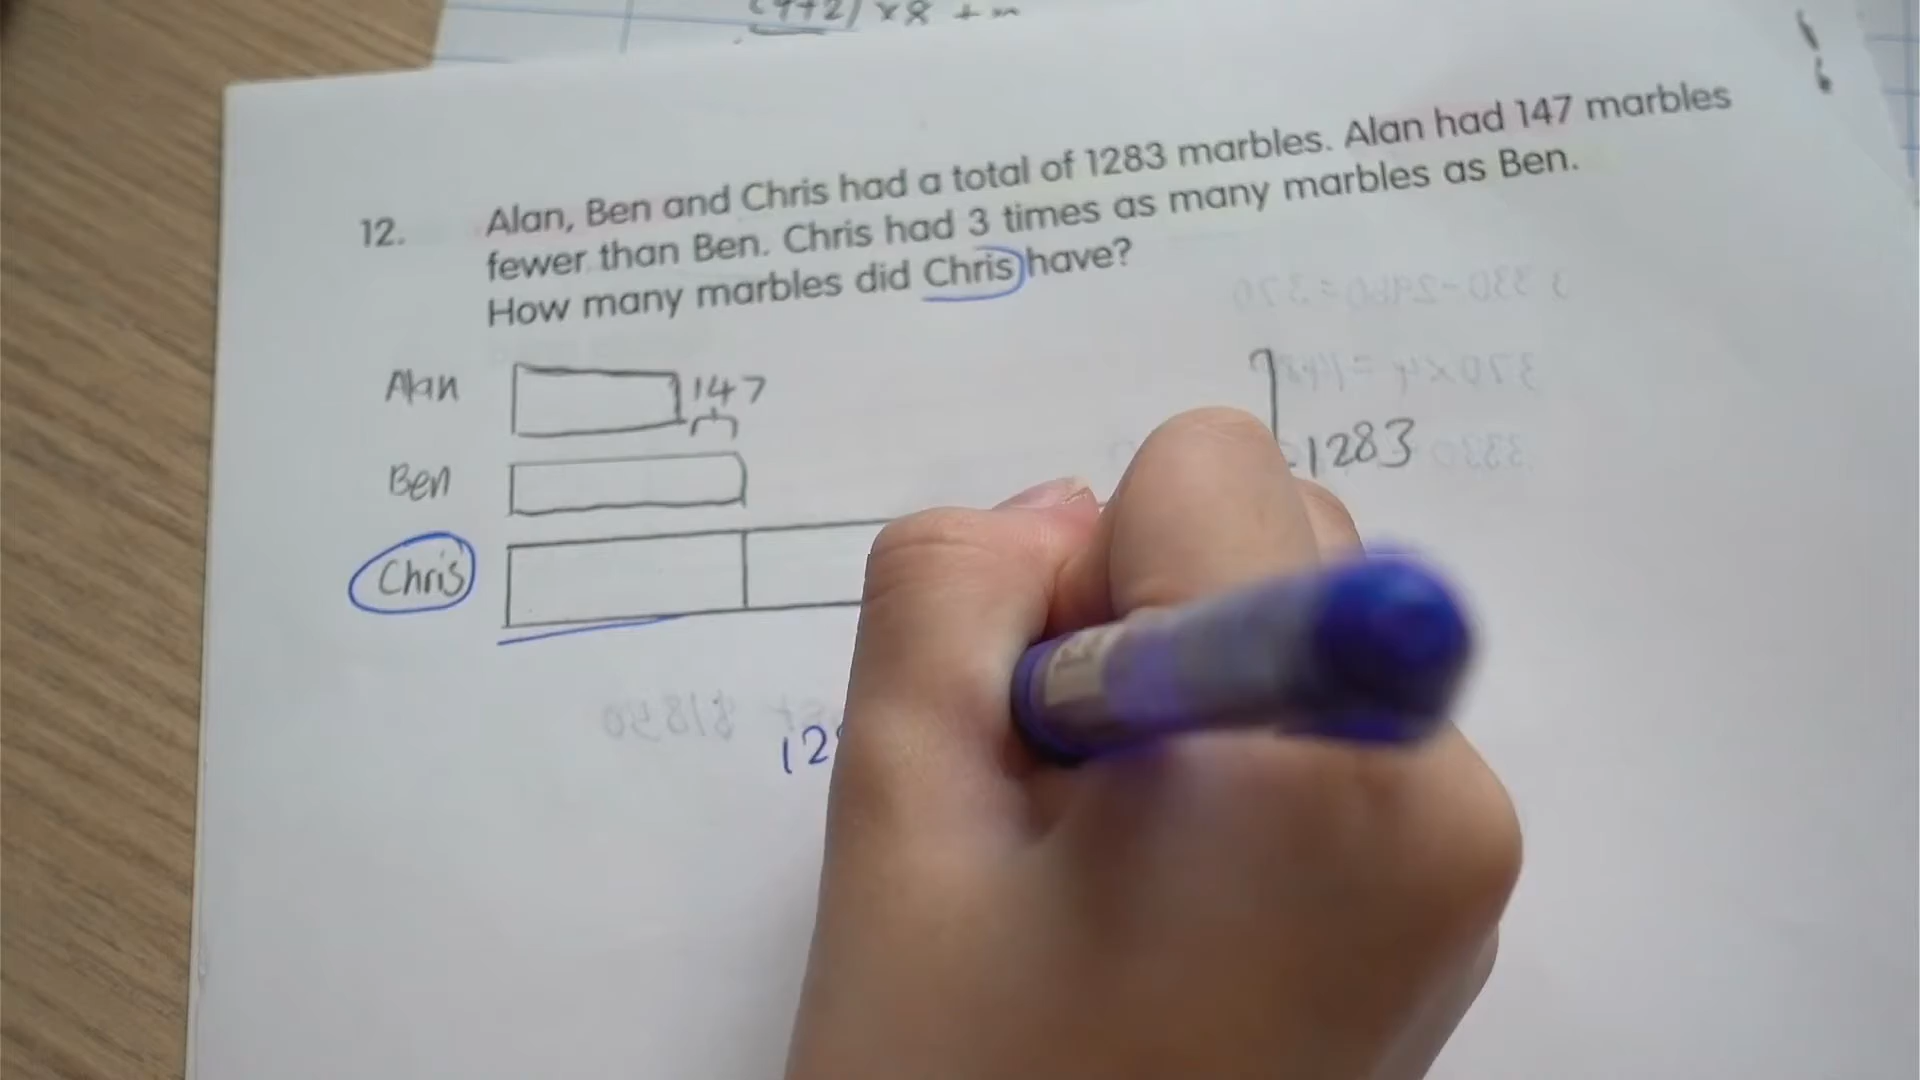 12. Alan, Ben and Chris had a total of 1283 marbles. Alan had 147 marbles
fewer than Ben. Chris had 3 times as many marbles as Ben.
How many marbles did Chris have?
Alan 147
1283
Ben
Chris